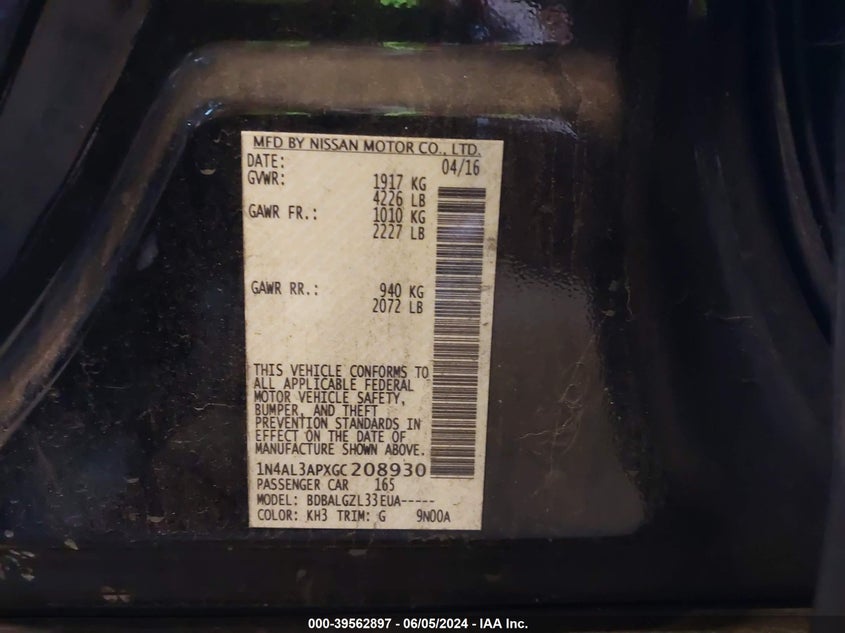 MFD BY NISSAN MOTOR CO., LTD.
DATE: 04/16
GVWR: 1917 KG
4226 LB
GAWR FR.: 1010 KG
2227 LB
GAWR RR.: 940 KG
2072 LB
THIS VEHICLE CONFORMS TO
ALL APPLICABLE FEDERAL
MOTOR VEHICLE SAFETY,
BUMPER, AND THEFT
PREVENTION STANDARDS IN
EFFECT ON THE DATE OF
MANUFACTURE SHOWN ABOVE.
1N4AL3APXGC208930
PASSENGER CAR 165
MODEL: BDBALGZL33EUA-----
COLOR: KH3 TRIM: G 9N00A
000-39562897 - 06/05/2024 - IAA Inc.